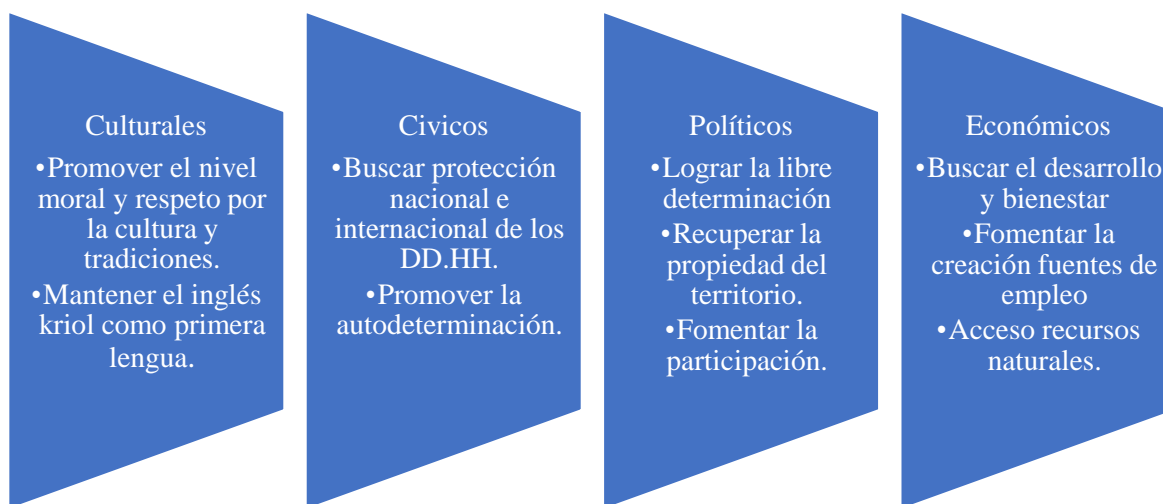 Culturales
•Promover el nivel
moral y respeto por
la cultura y
tradiciones.
•Mantener el inglés
kriol como primera
lengua.
Civicos
•Buscar protección
nacional e
internacional de los
DD.HH.
•Promover la
autodeterminación.
Políticos
•Lograr la libre
determinación
•Recuperar la
propiedad del
territorio.
•Fomentar la
participación.
Económicos
•Buscar el desarrollo
y bienestar
•Fomentar la
creación fuentes de
empleo
•Acceso recursos
naturales.